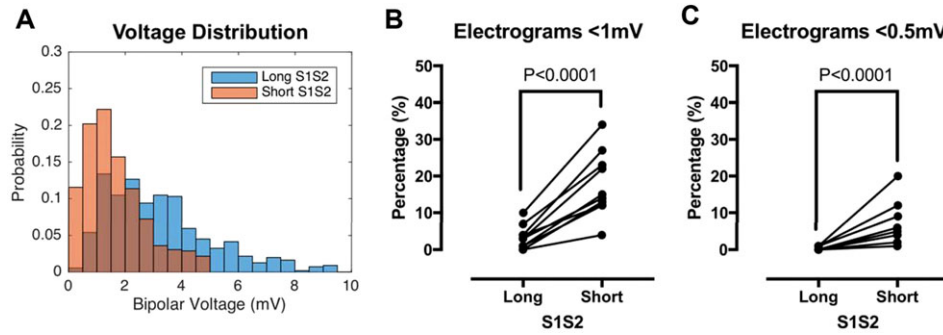 A
Voltage Distribution
0.3
0.25
0.2
0.15
0.1
0.05
0
Probability
Long S1S2
Short S1S2
0 2 4 6 8 10
Bipolar Voltage (mV)
B
Electrograms <1mV
P<0.0001
50
40
30
20
10
0
Percentage (%)
Long Short
S1S2
C
Electrograms <0.5mV
P<0.0001
50
40
30
20
10
0
Percentage (%)
Long Short
S1S2